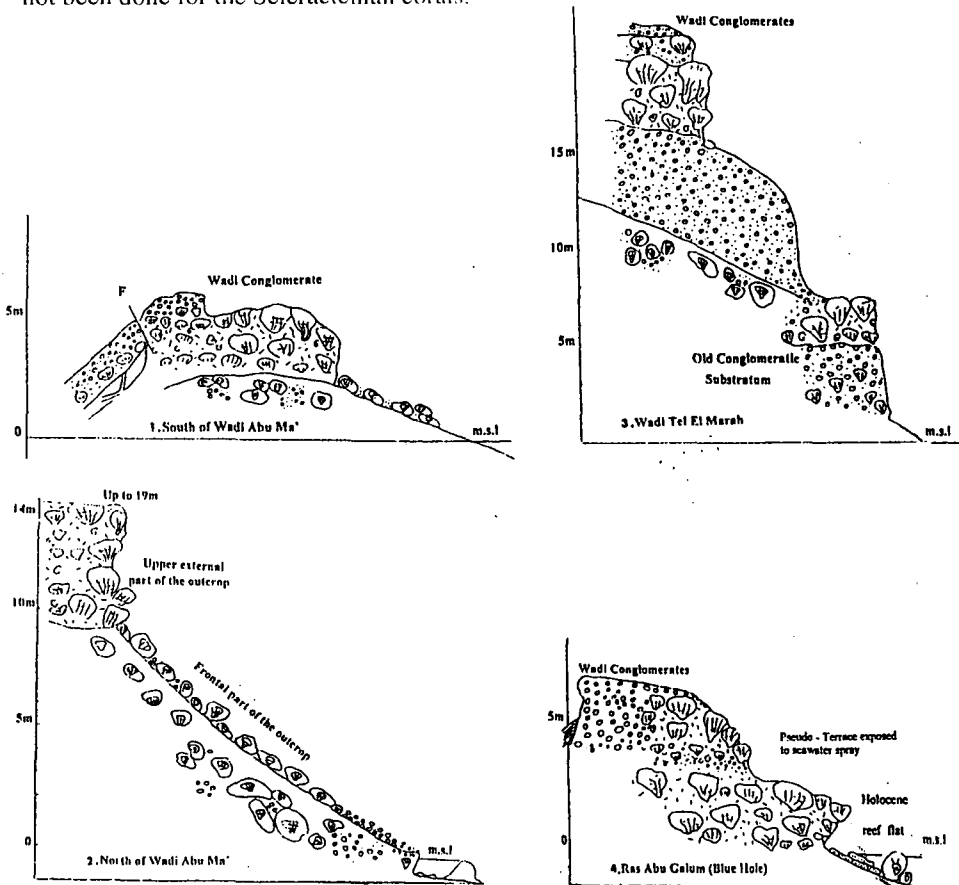 not been done for the Scleractenian corals.
Wadi Conglomerates
15m
10m
5m
Old Conglomeratic
Substratum
m.s.l
3.Wadi Tel El Marah
F
Wadi Conglomerate
5m
0
1.South of Wadi Abu Ma'
m.s.l
Up to 19m
14m
Upper external
part of the outcrop
10m
Frontal part of the outcrop
5m
0
m.s.l
2.North of Wadi Abu Ma'
Wadi Conglomerates
5m
Pseudo - Terrace exposed
to seawater spray
Holocene
reef flat
0
m.s.l
4.Ras Abu Galum (Blue Hole)